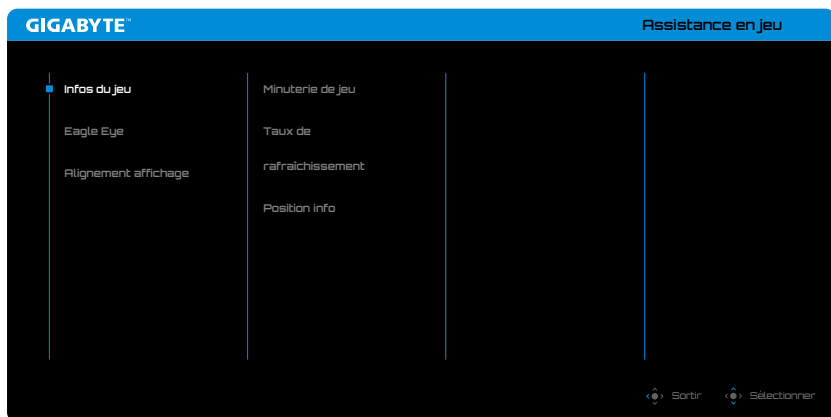 GIGABYTE™
Assistance en jeu
Infos du jeu
Eagle Eye
Alignement affichage
Minuterie de jeu
Taux de
rafraîchissement
Position info
Sortir
Sélectionner